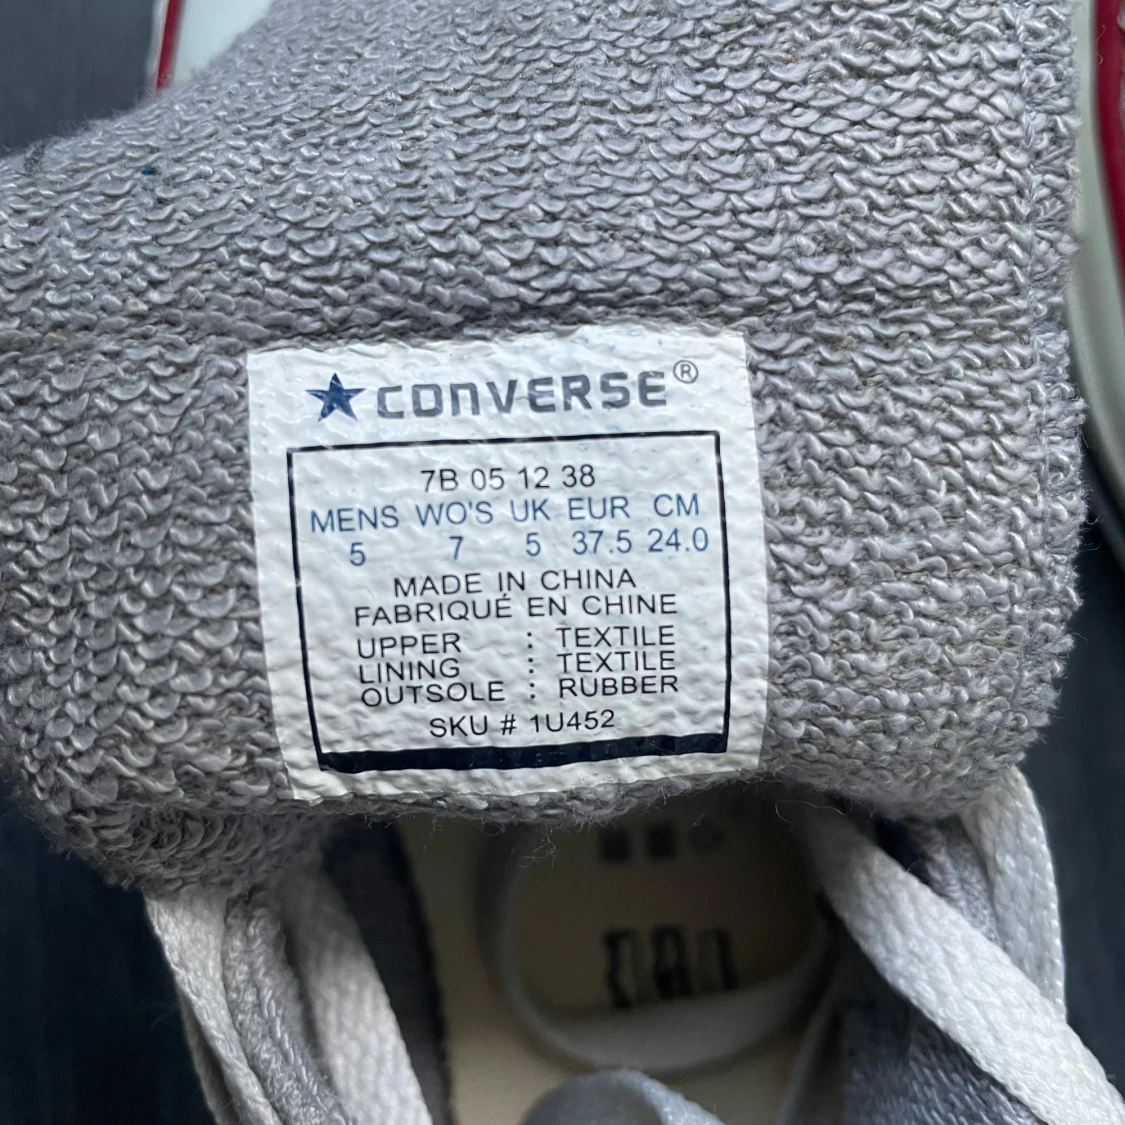 CONVERSE®
7B 05 12 38
MENS WO'S UK EUR CM
5 7 5 37.5 24.0
MADE IN CHINA
FABRIQUÉ EN CHINE
UPPER : TEXTILE
LINING : TEXTILE
OUTSOLE : RUBBER
SKU # 1U452